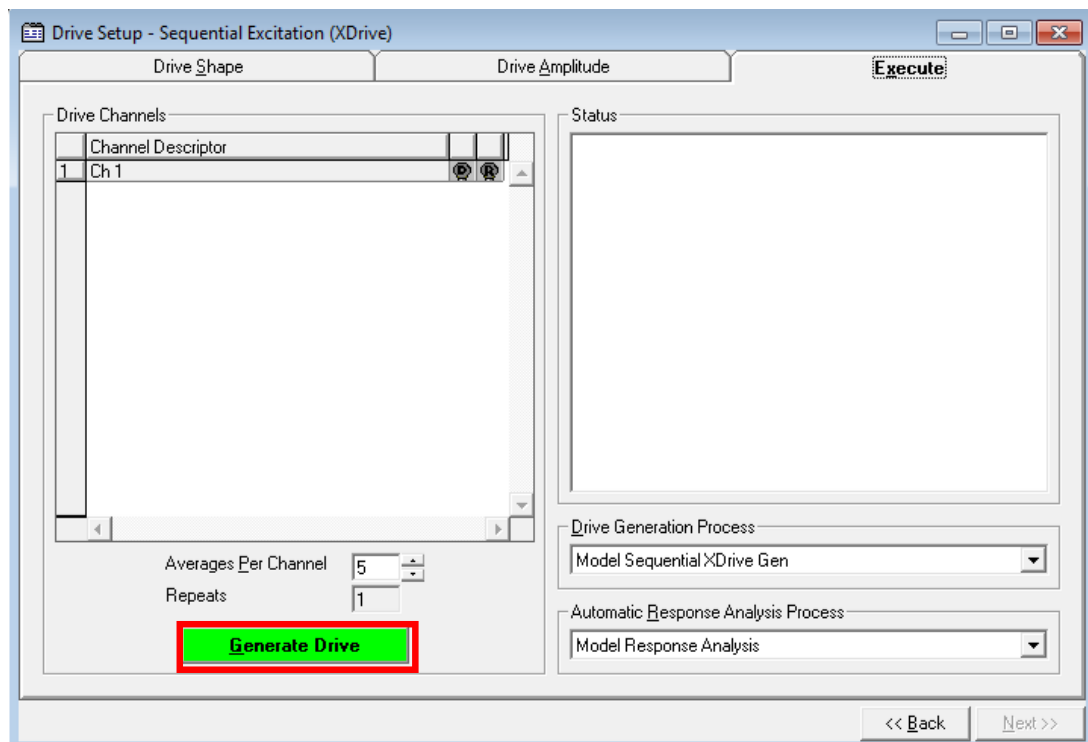 Drive Setup - Sequential Excitation (XDrive)
Drive Shape
Drive Amplitude
Execute
Drive Channels
Channel Descriptor
1 Ch 1 D R
Averages Per Channel 5
Repeats 1
Generate Drive
Status
Drive Generation Process
Model Sequential XDrive Gen
Automatic Response Analysis Process
Model Response Analysis
<< Back Next >>